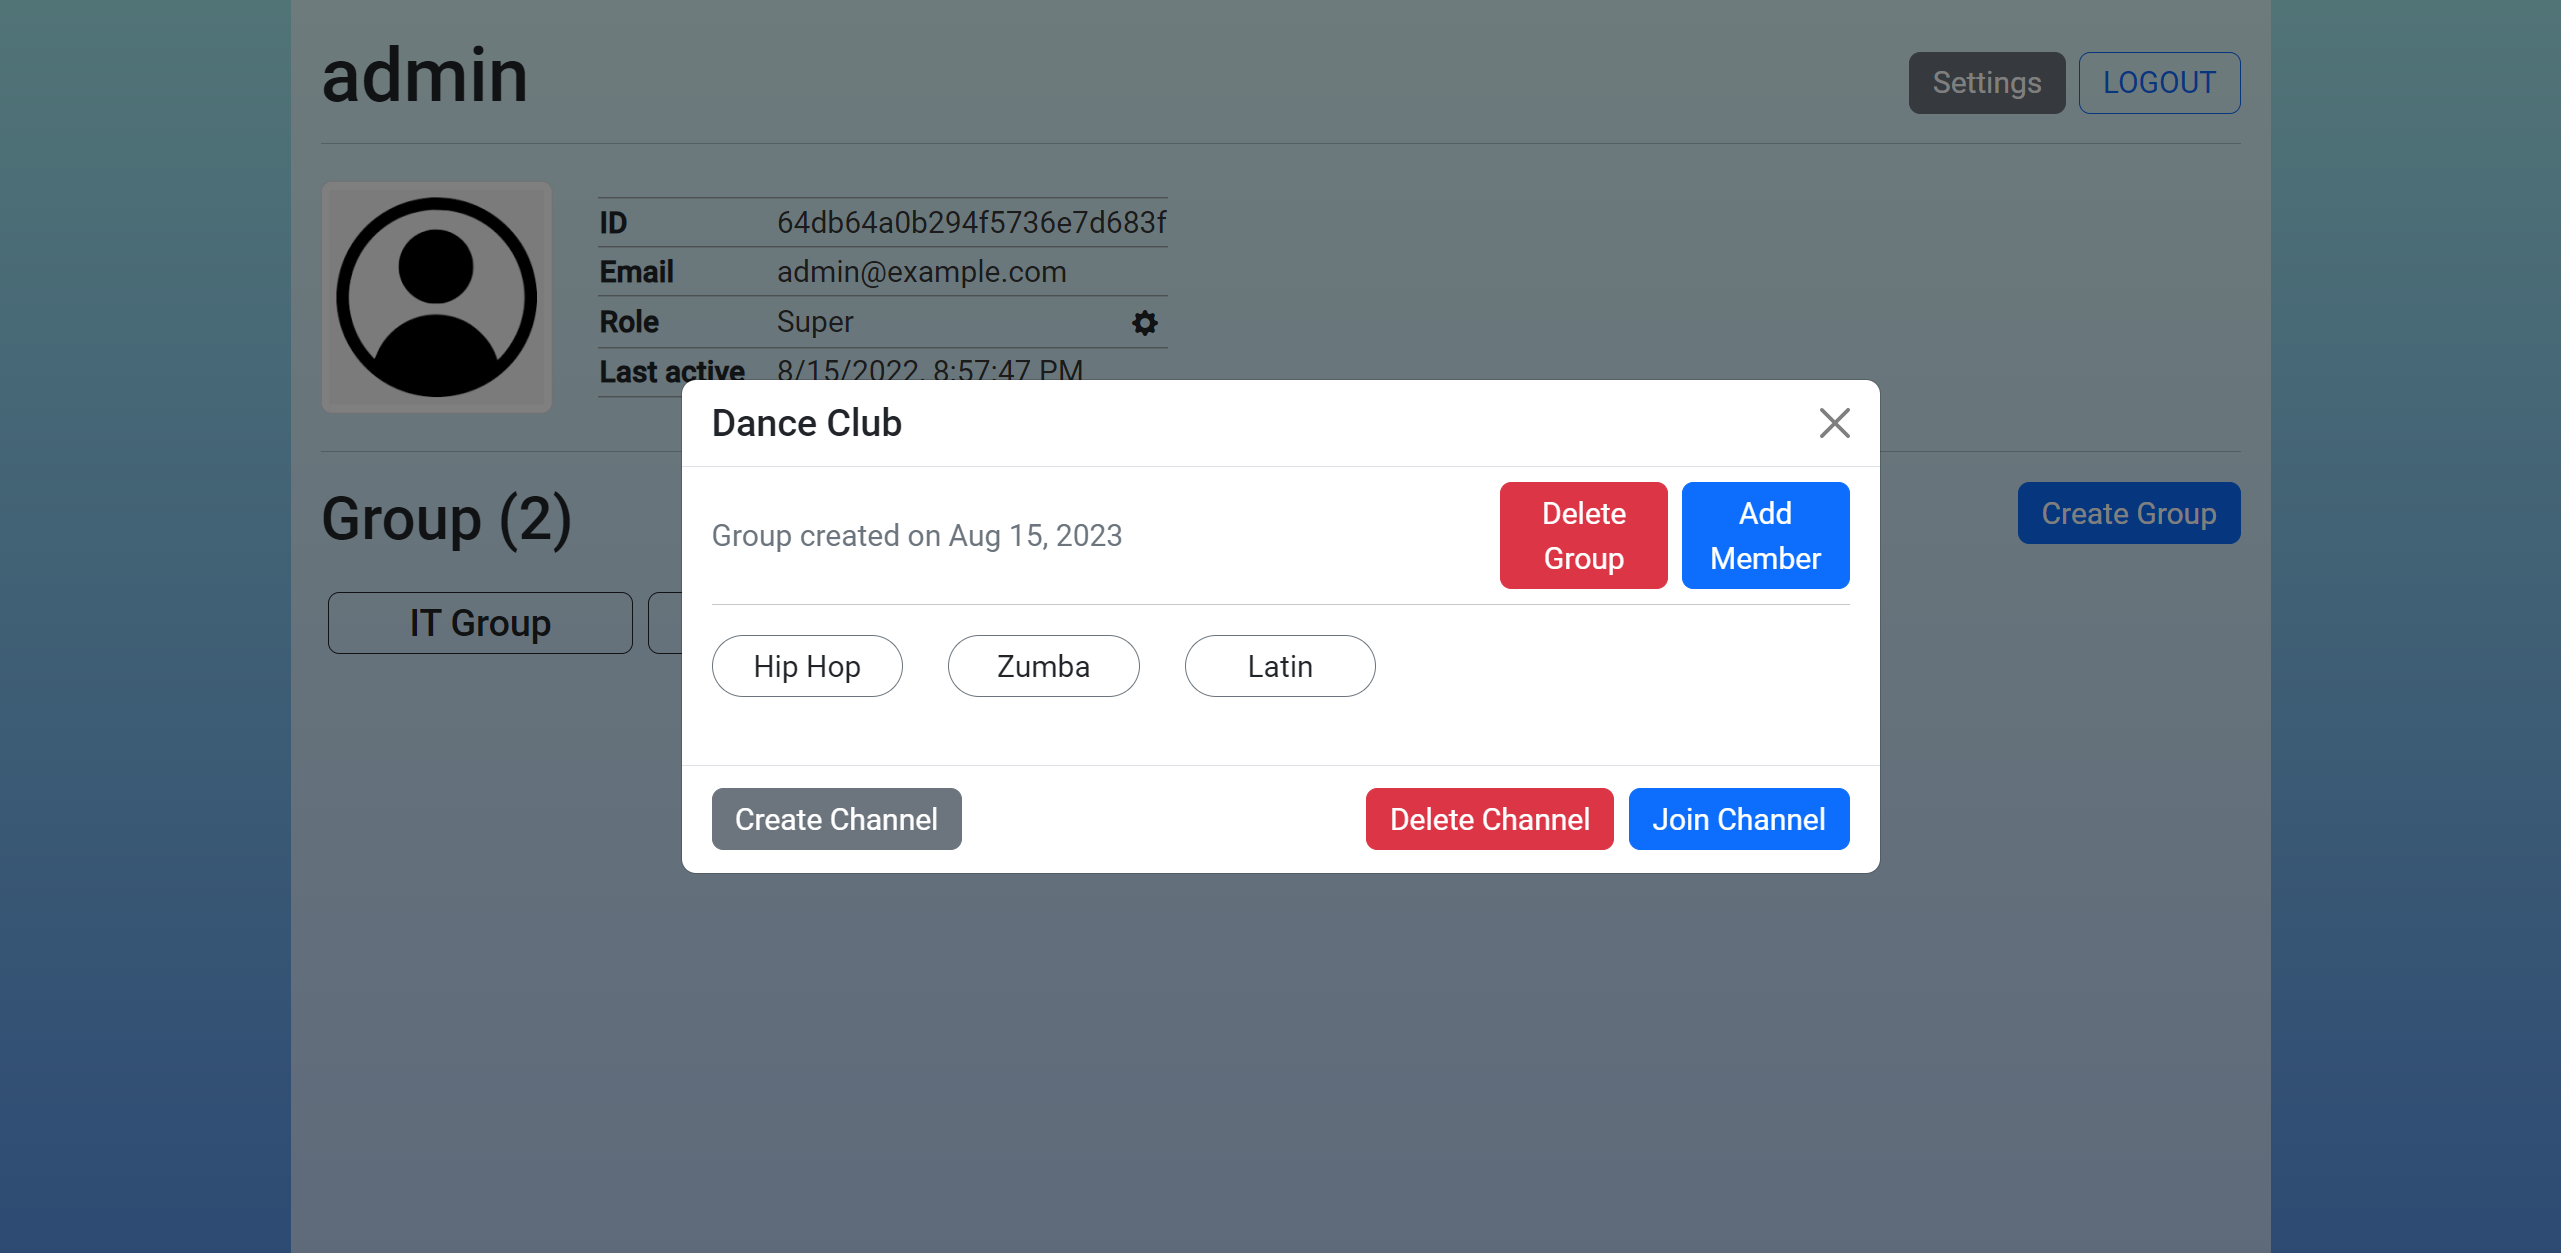 admin
Settings
LOGOUT
ID 64db64a0b294f5736e7d683f
Email admin@example.com
Role Super
Last active 8/15/2022, 8:57:47 PM
Group (2)
Create Group
IT Group
Dance Club
Group created on Aug 15, 2023
Delete
Group
Add
Member
Hip Hop
Zumba
Latin
Create Channel
Delete Channel
Join Channel